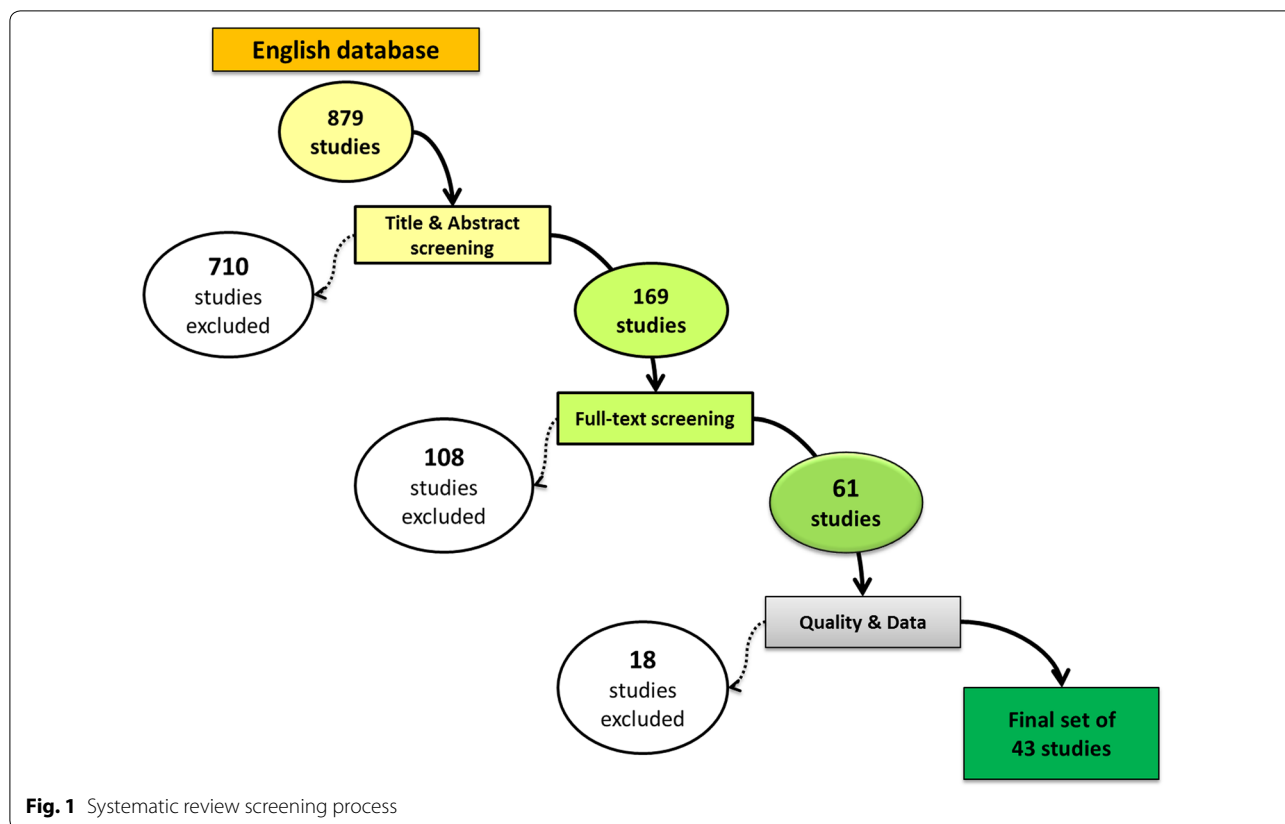 English database
879
studies
Title & Abstract
screening
710
studies
excluded
169
studies
Full-text screening
108
studies
excluded
61
studies
Quality & Data
18
studies
excluded
Final set of
43 studies
Fig. 1 Systematic review screening process